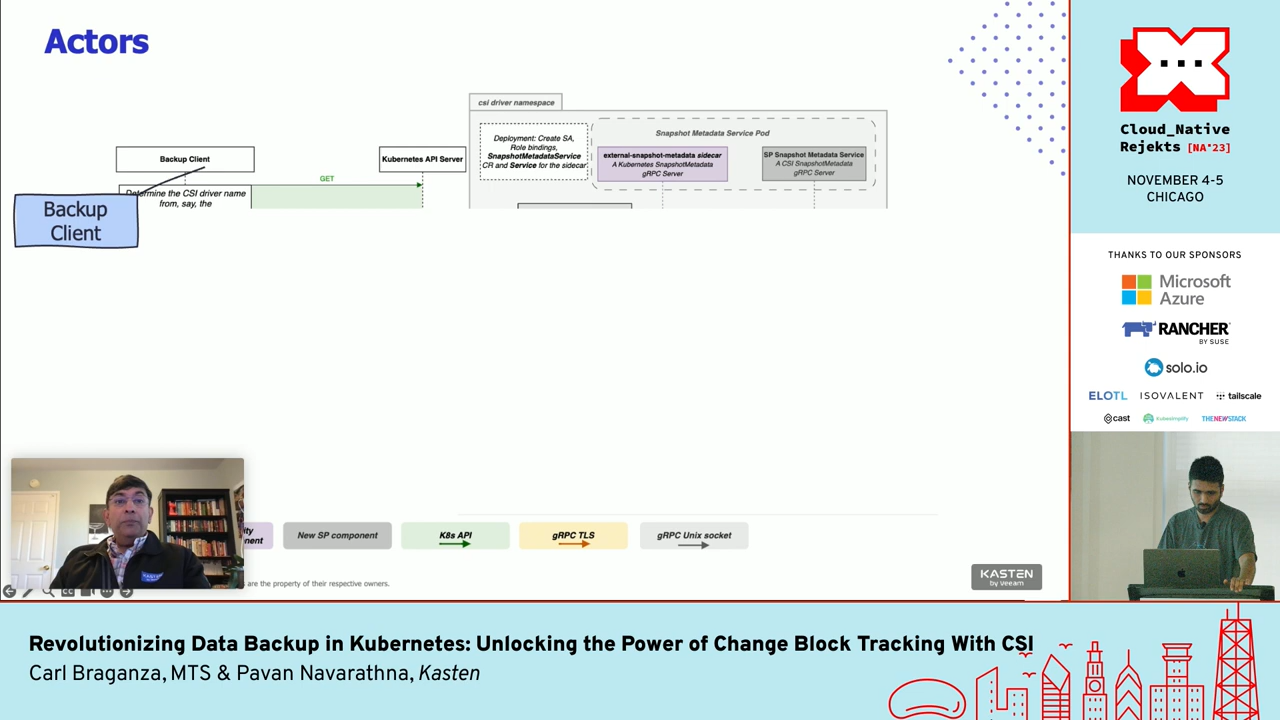 Actors
csi driver namespace
Deployment: Create SA,
Role bindings,
SnapshotMetadataService
CR and Service for the sidecar
Snapshot Metadata Service Pod
Backup Client
Kubernetes API Server
external-snapshot-metadata sidecar
A Kubernetes SnapshotMetadata
gRPC Server
SP Snapshot Metadata Service
A CSI SnapshotMetadata
gRPC Server
GET
Determine the CSI driver name
from, say, the
Backup
Client
New SP component
K8s API
gRPC TLS
gRPC Unix socket
are the property of their respective owners.
KASTEN
by Veeam
Cloud_Native
Rejekts [NA'23]
NOVEMBER 4-5
CHICAGO
THANKS TO OUR SPONSORS
Microsoft
Azure
RANCHER
BY SUSE
solo.io
ELOTL ISOVALENT tailscale
cast Kubesimplify THENEWSTACK
Revolutionizing Data Backup in Kubernetes: Unlocking the Power of Change Block Tracking With CSI
Carl Braganza, MTS & Pavan Navarathna, Kasten